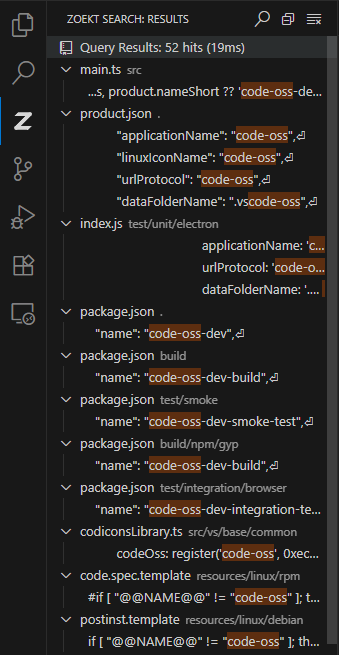 ZOEKT SEARCH: RESULTS
Query Results: 52 hits (19ms)
main.ts src
...s, product.nameShort ?? 'code-oss-de...
product.json .
"applicationName": "code-oss",⏎
"linuxIconName": "code-oss",⏎
"urlProtocol": "code-oss",⏎
"dataFolderName": ".vscode-oss",⏎
index.js test/unit/electron
applicationName: 'c...
urlProtocol: 'code-o...
dataFolderName: '....
package.json .
"name": "code-oss-dev",⏎
package.json build
"name": "code-oss-dev-build",⏎
package.json test/smoke
"name": "code-oss-dev-smoke-test",⏎
package.json build/npm/gyp
"name": "code-oss-dev-build",⏎
package.json test/integration/browser
"name": "code-oss-dev-integration-te...
codiconsLibrary.ts src/vs/base/common
codeOss: register('code-oss', 0xec...
code.spec.template resources/linux/rpm
#if [ "@@NAME@@" != "code-oss" ]; t...
postinst.template resources/linux/debian
if [ "@@NAME@@" != "code-oss" ]; th...